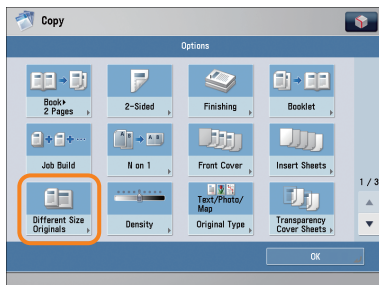 Copy
Options
Book▸
2 Pages
2-Sided
Finishing
Booklet
Job Build
N on 1
Front Cover
Insert Sheets
1 / 3
Different Size
Originals
Density
Text/Photo/
Map
Original Type
Transparency
Cover Sheets
OK